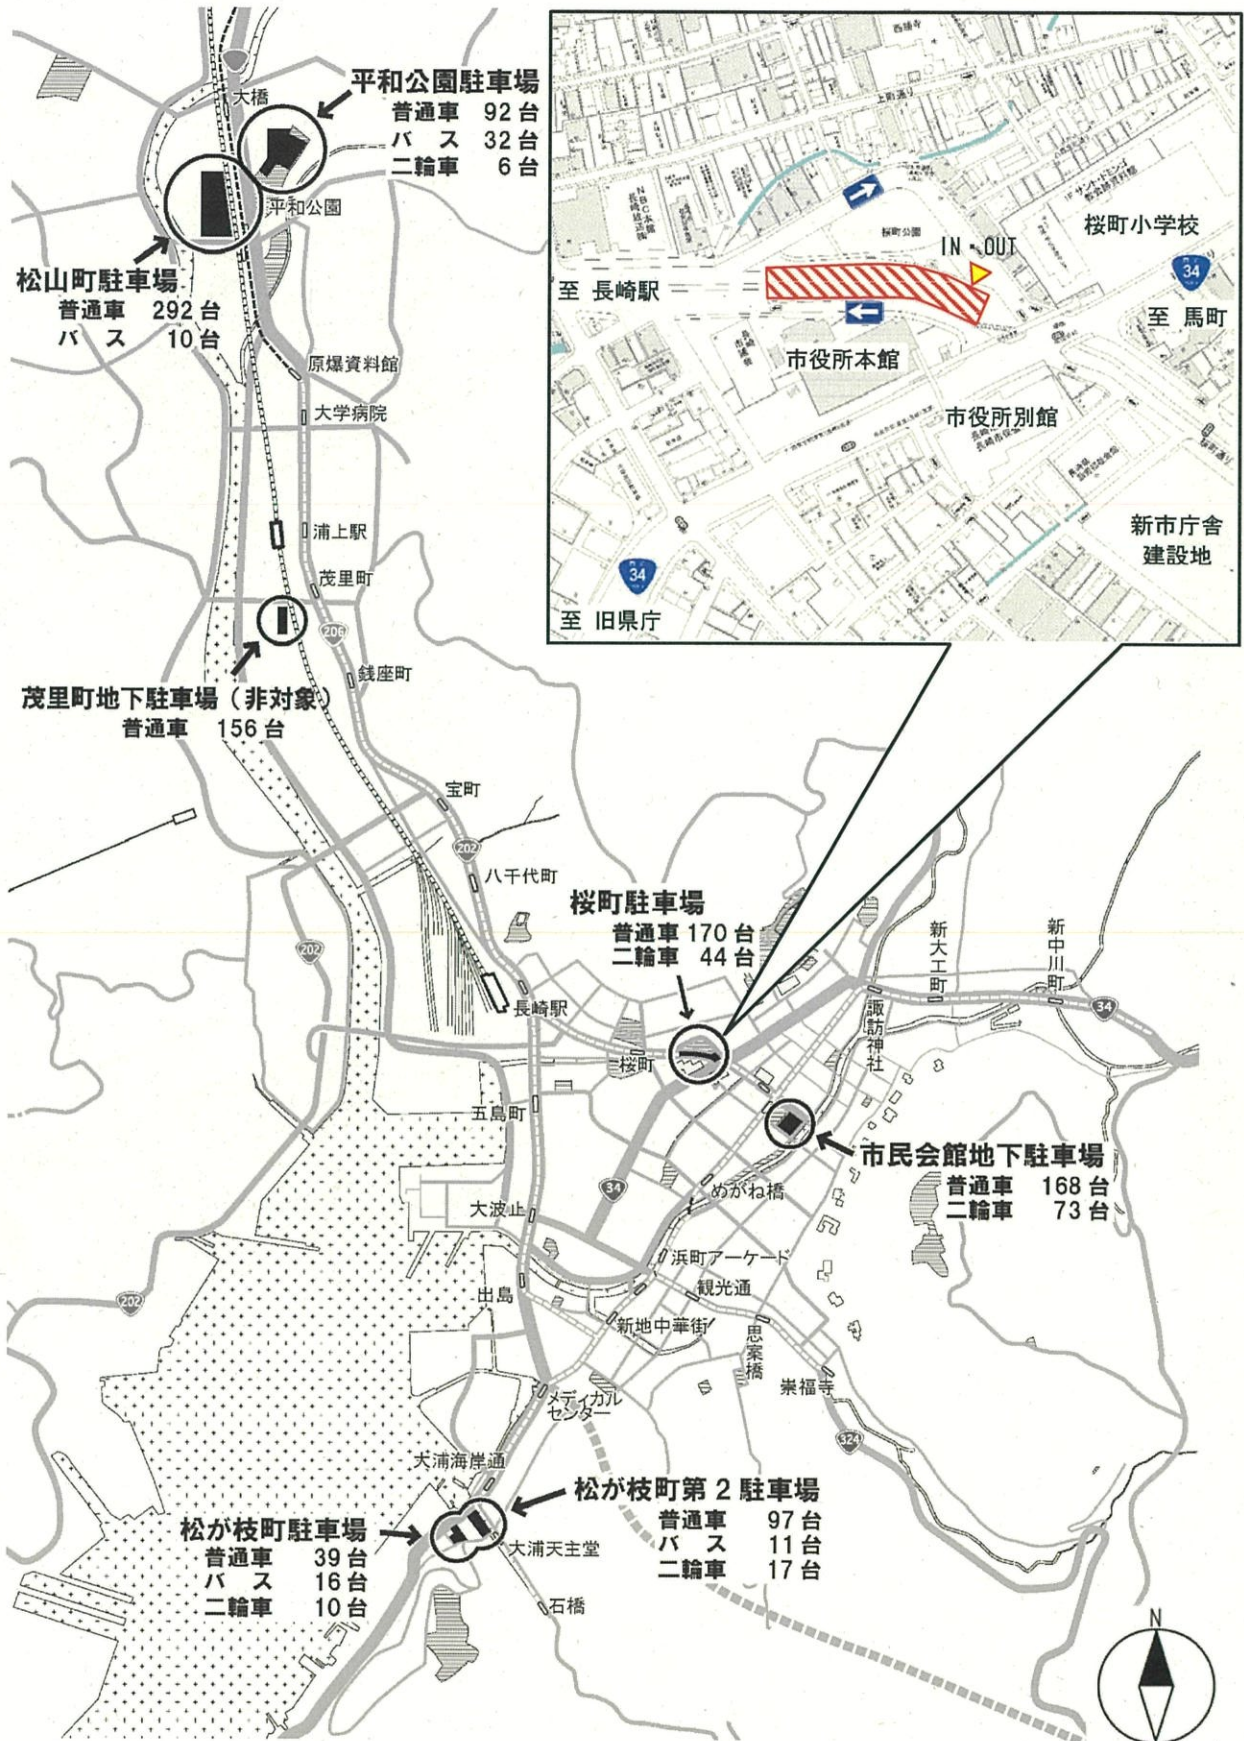 大橋
平和公園駐車場
普通車 92台
バス 32台
二輪車 6台
平和公園
松山町駐車場
普通車 292台
バス 10台
原爆資料館
大学病院
浦上駅
茂里町
206
銭座町
茂里町地下駐車場(非対象)
普通車 156台
宝町
202
八千代町
桜町駐車場
普通車 170台
二輪車 44台
202
長崎駅
新大工町
新中川町
34
諏訪神社
桜町
五島町
市民会館地下駐車場
普通車 168台
二輪車 73台
34
めがね橋
大波止
浜町アーケード
観光通
出島
202
新地中華街
思案橋
崇福寺
メディカル
センター
324
大浦海岸通
松が枝町第2駐車場
普通車 97台
バス 11台
二輪車 17台
松が枝町駐車場
普通車 39台
バス 16台
二輪車 10台
大浦天主堂
石橋
N
上町通り
桜町公園
IN・OUT
桜町小学校
34
至 長崎駅
至 馬町
市役所本館
市役所別館
桜町通り
新市庁舎
建設地
34
至 旧県庁